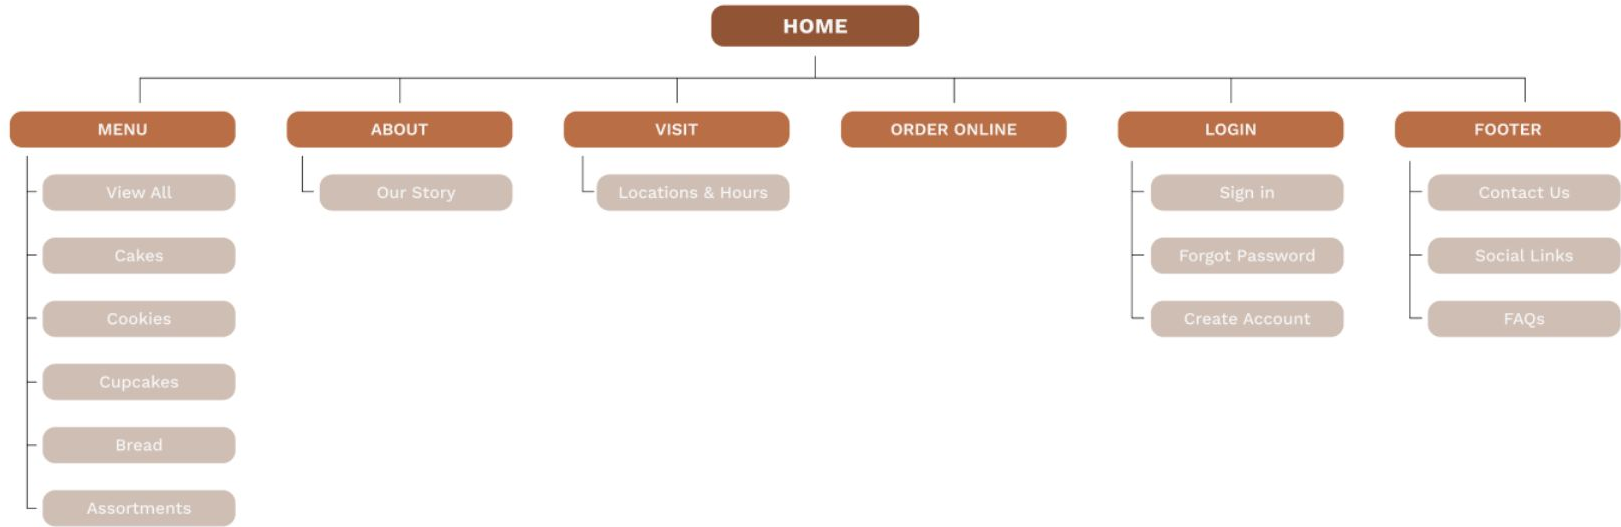 HOME
MENU
ABOUT
VISIT
ORDER ONLINE
LOGIN
FOOTER
View All
Our Story
Locations & Hours
Sign in
Contact Us
Cakes
Forgot Password
Social Links
Cookies
Create Account
FAQs
Cupcakes
Bread
Assortments